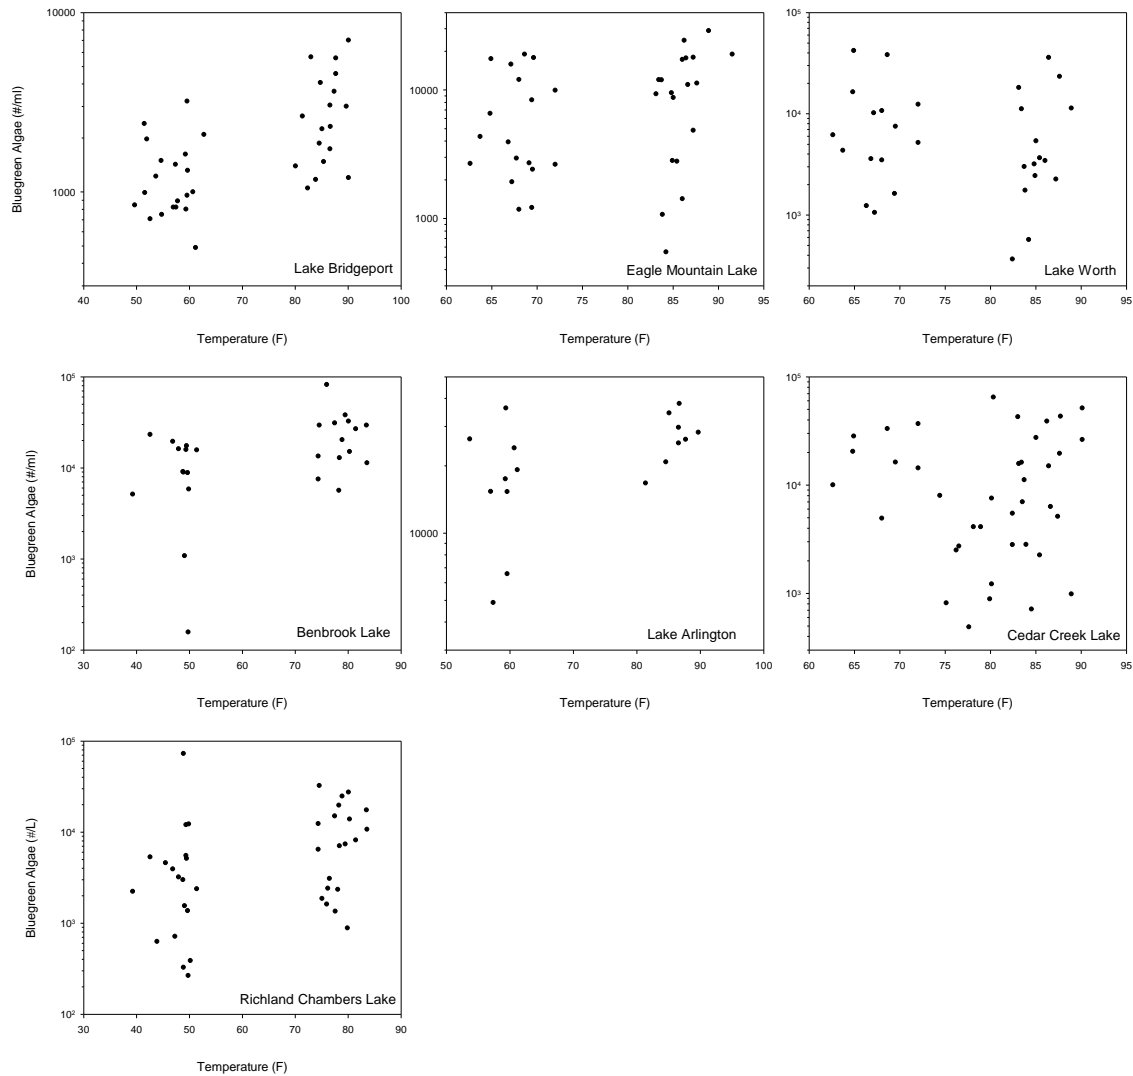 10000
1000
Bluegreen Algae (#/ml)
Lake Bridgeport
40 50 60 70 80 90 100
Temperature (F)
10000
1000
Eagle Mountain Lake
60 65 70 75 80 85 90 95
Temperature (F)
10⁵
10⁴
10³
Lake Worth
60 65 70 75 80 85 90 95
Temperature (F)
10⁵
10⁴
10³
10²
Bluegreen Algae (#/ml)
Benbrook Lake
30 40 50 60 70 80 90
Temperature (F)
10000
Lake Arlington
50 60 70 80 90 100
Temperature (F)
10⁵
10⁴
10³
Cedar Creek Lake
60 65 70 75 80 85 90 95
Temperature (F)
10⁵
10⁴
10³
10²
Bluegreen Algae (#/L)
Richland Chambers Lake
30 40 50 60 70 80 90
Temperature (F)